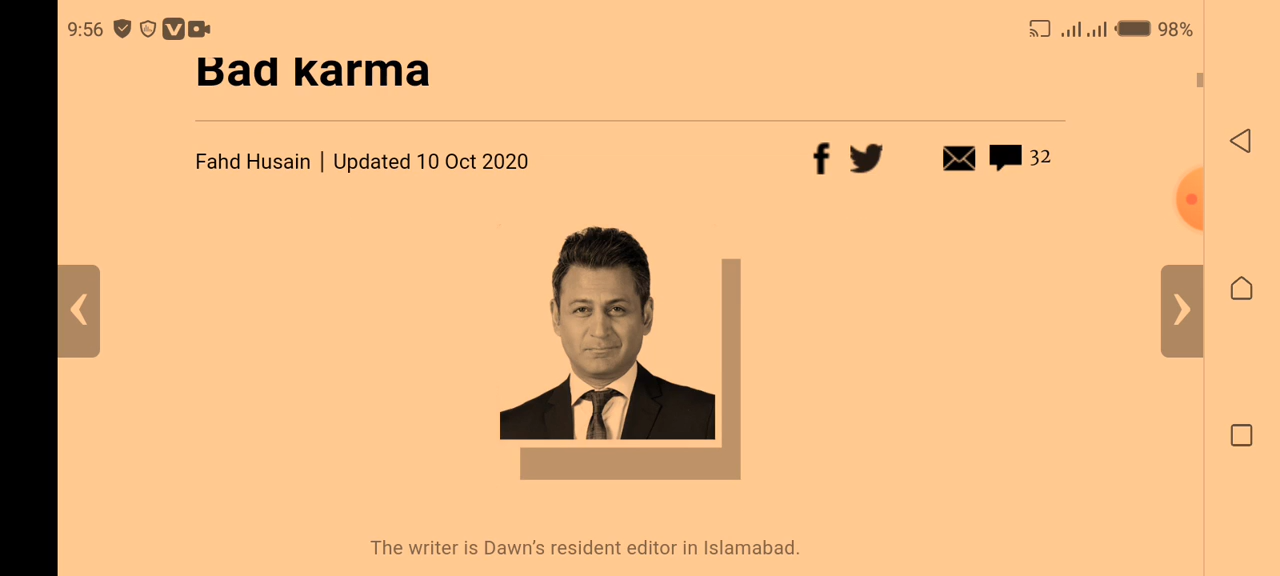 9:56
98%
Bad karma
Fahd Husain | Updated 10 Oct 2020
32
The writer is Dawn’s resident editor in Islamabad.